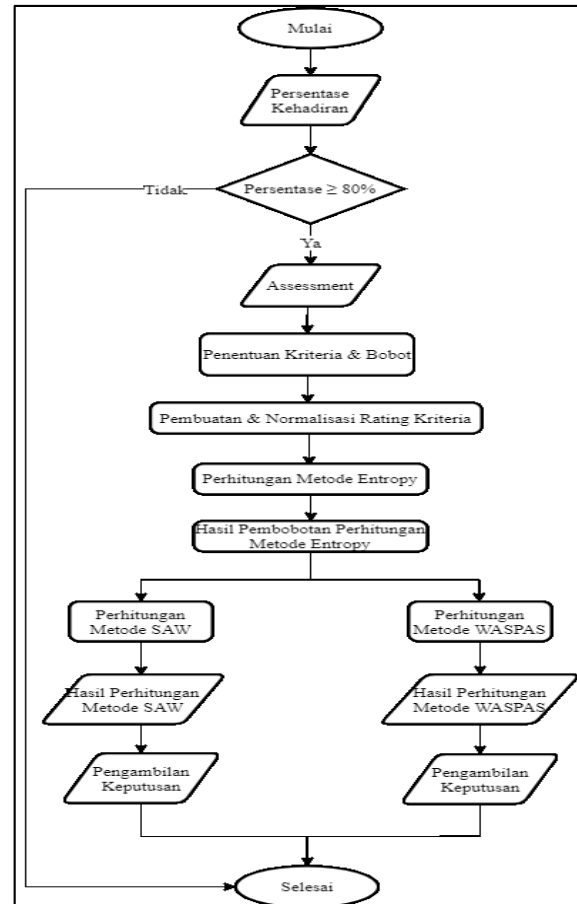 Mulai
Persentase
Kehadiran
Persentase ≥ 80%
Tidak
Ya
Assessment
Penentuan Kriteria & Bobot
Pembuatan & Normalisasi Rating Kriteria
Perhitungan Metode Entropy
Hasil Pembobotan Perhitungan
Metode Entropy
Perhitungan
Metode SAW
Perhitungan
Metode WASPAS
Hasil Perhitungan
Metode SAW
Hasil Perhitungan
Metode WASPAS
Pengambilan
Keputusan
Pengambilan
Keputusan
Selesai